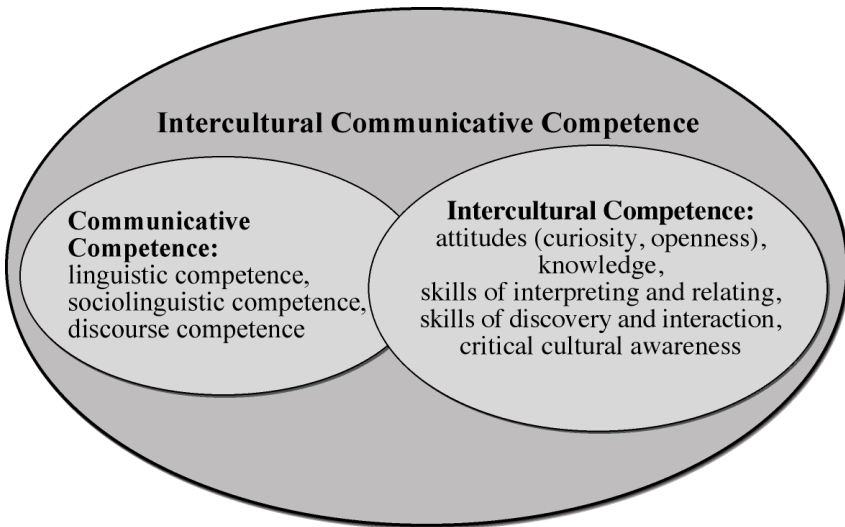 Intercultural Communicative Competence
Communicative
Competence:
linguistic competence,
sociolinguistic competence,
discourse competence
Intercultural Competence:
attitudes (curiosity, openness),
knowledge,
skills of interpreting and relating,
skills of discovery and interaction,
critical cultural awareness